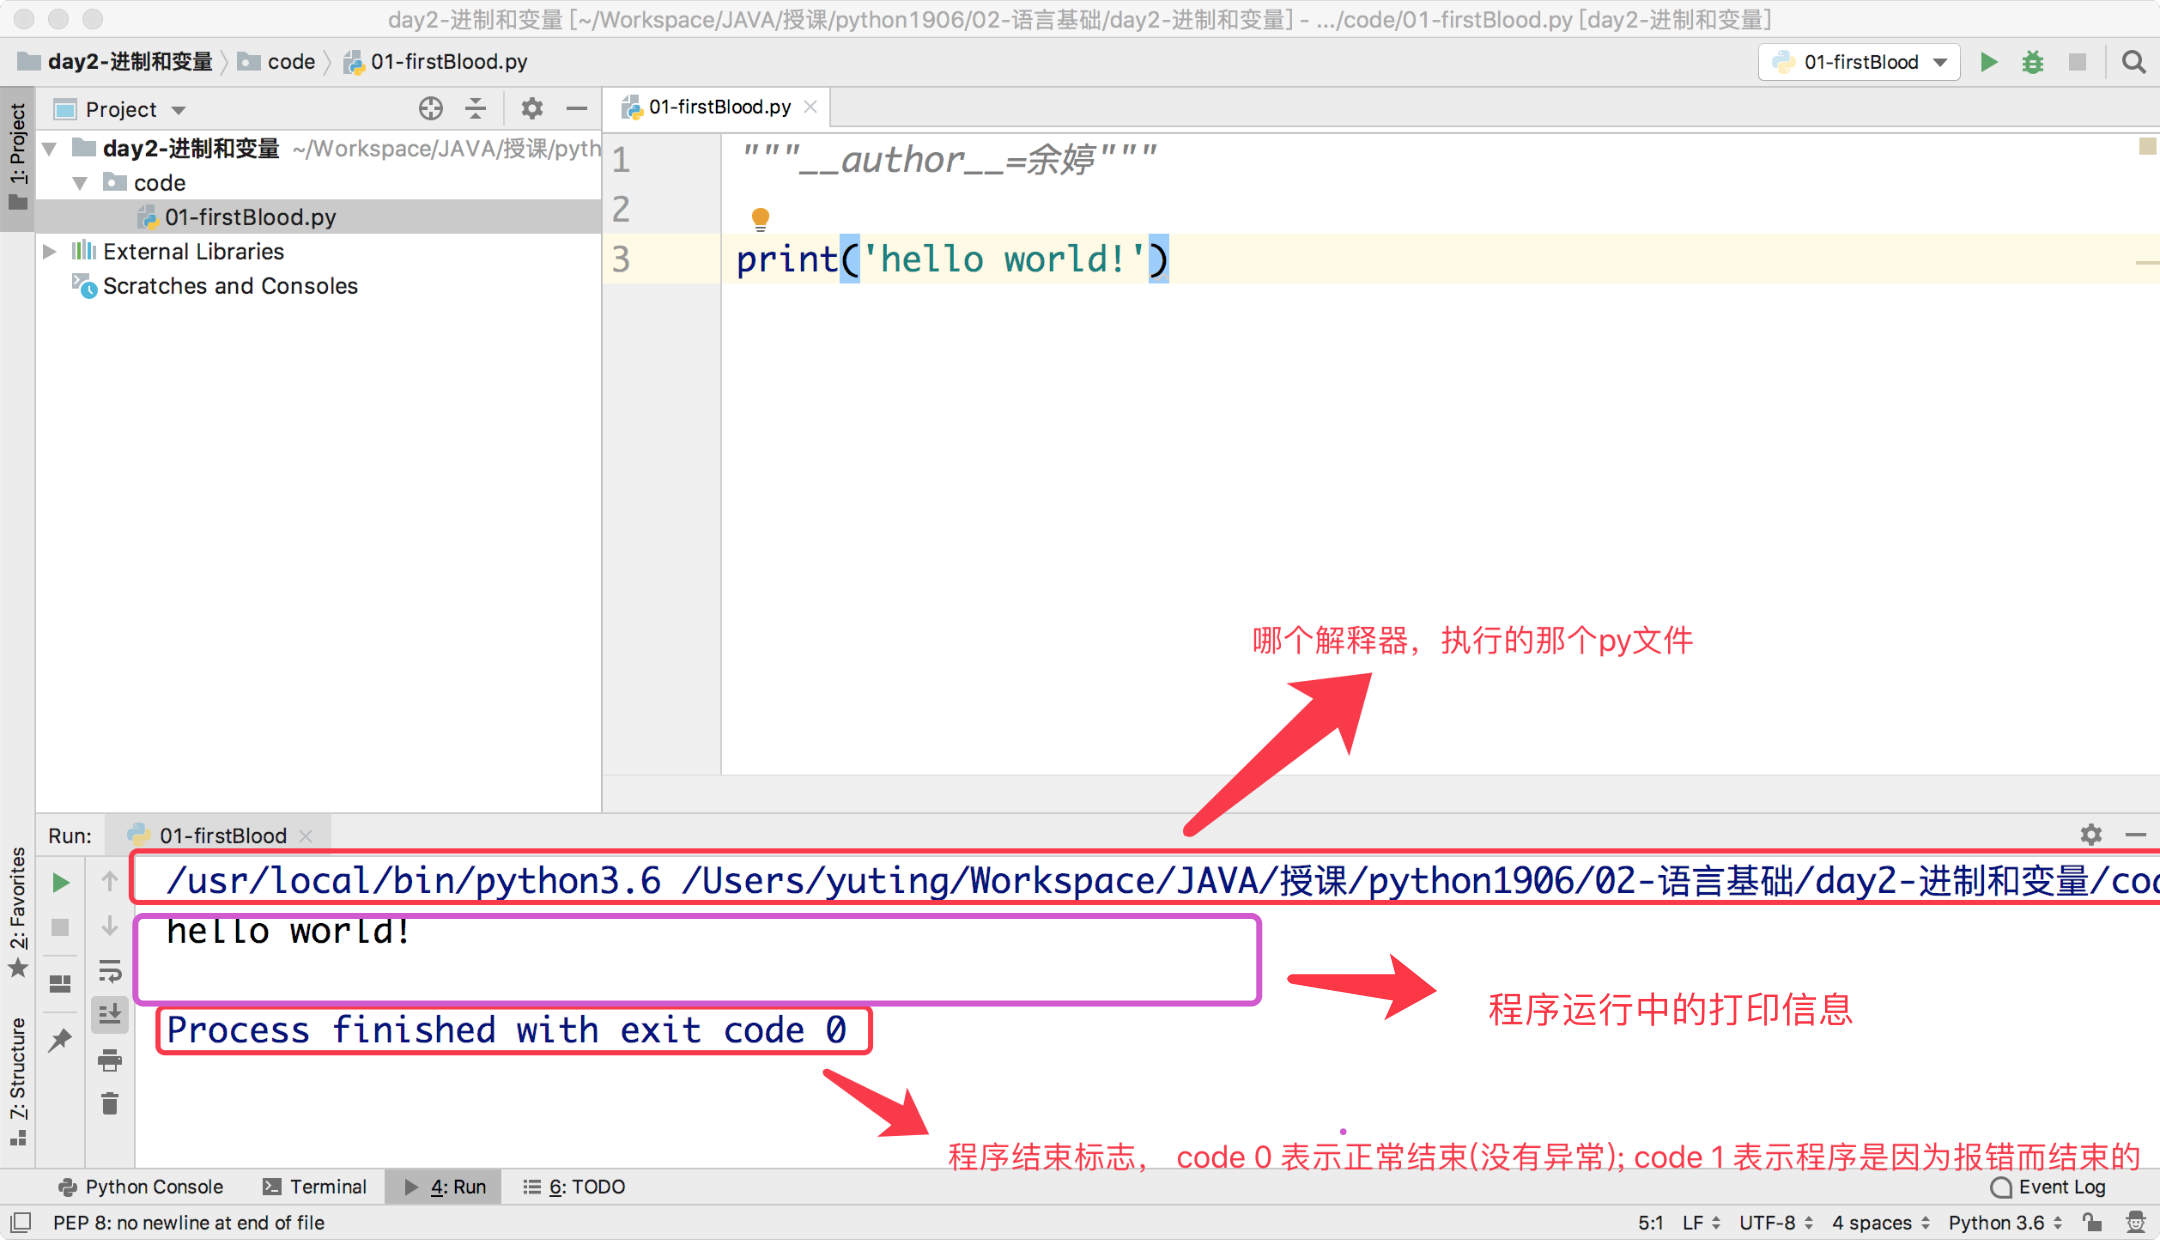 day2-进制和变量 [~/Workspace/JAVA/授课/python1906/02-语言基础/day2-进制和变量] - .../code/01-firstBlood.py [day2-进制和变量]
day2-进制和变量 code 01-firstBlood.py
01-firstBlood
1: Project
Project
01-firstBlood.py
day2-进制和变量 ~/Workspace/JAVA/授课/pyth
code
01-firstBlood.py
External Libraries
Scratches and Consoles
1 """__author__=余婷"""
2
3 print('hello world!')
哪个解释器，执行的那个py文件
Run: 01-firstBlood
/usr/local/bin/python3.6 /Users/yuting/Workspace/JAVA/授课/python1906/02-语言基础/day2-进制和变量/cod
hello world!
程序运行中的打印信息
Process finished with exit code 0
程序结束标志， code 0 表示正常结束(没有异常); code 1 表示程序是因为报错而结束的
2: Favorites
7: Structure
Python Console Terminal 4: Run 6: TODO
Event Log
PEP 8: no newline at end of file
5:1 LF UTF-8 4 spaces Python 3.6